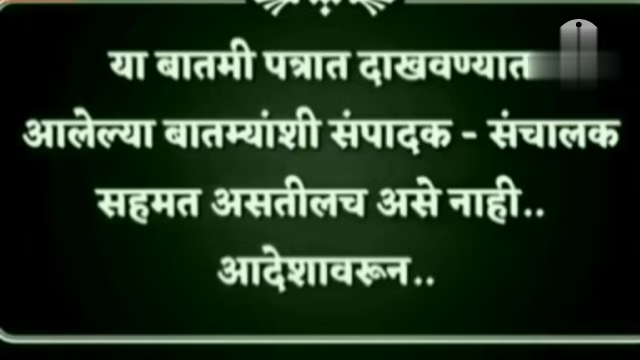 या बातमी पत्रात दाखवण्यात
आलेल्या बातम्यांशी संपादक - संचालक
सहमत असतीलच असे नाही..
आदेशावरून..